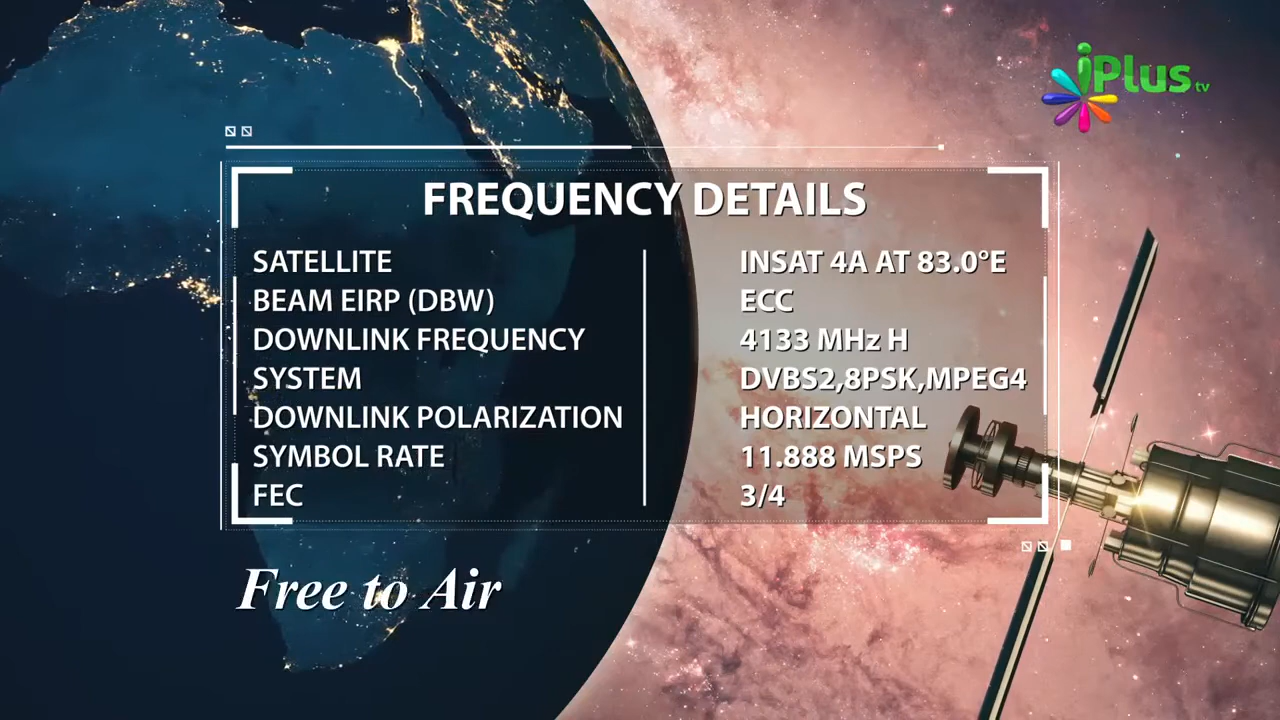 iPlus tv
FREQUENCY DETAILS
SATELLITE INSAT 4A AT 83.0°E
BEAM EIRP (DBW) ECC
DOWNLINK FREQUENCY 4133 MHz H
SYSTEM DVBS2,8PSK,MPEG4
DOWNLINK POLARIZATION HORIZONTAL
SYMBOL RATE 11.888 MSPS
FEC 3/4
Free to Air